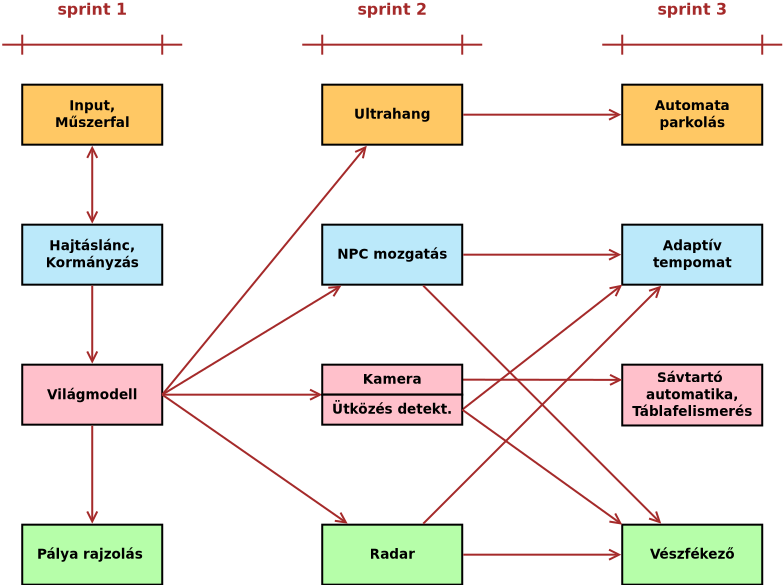 sprint 1
sprint 2
sprint 3
Input,
Műszerfal
Ultrahang
Automata
parkolás
Hajtáslánc,
Kormányzás
NPC mozgatás
Adaptív
tempomat
Világmodell
Kamera
Ütközés detekt.
Sávtartó
automatika,
Táblafelismerés
Pálya rajzolás
Radar
Vészfékező